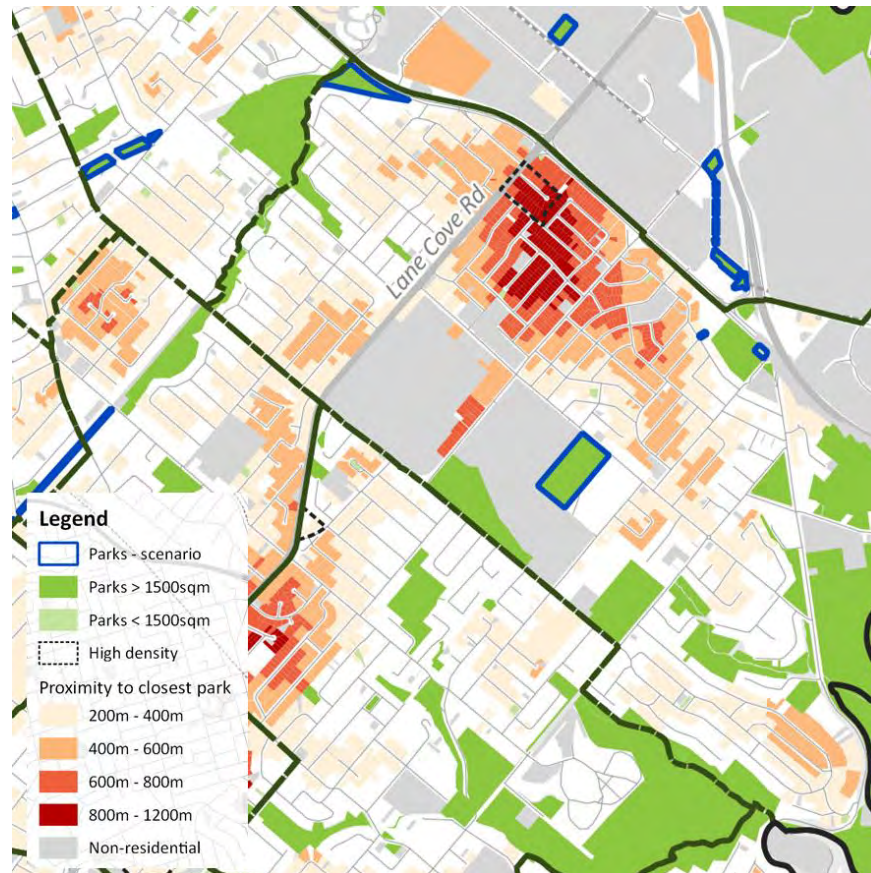 Lane Cove Rd
Legend
Parks - scenario
Parks > 1500sqm
Parks < 1500sqm
High density
Proximity to closest park
200m - 400m
400m - 600m
600m - 800m
800m - 1200m
Non-residential